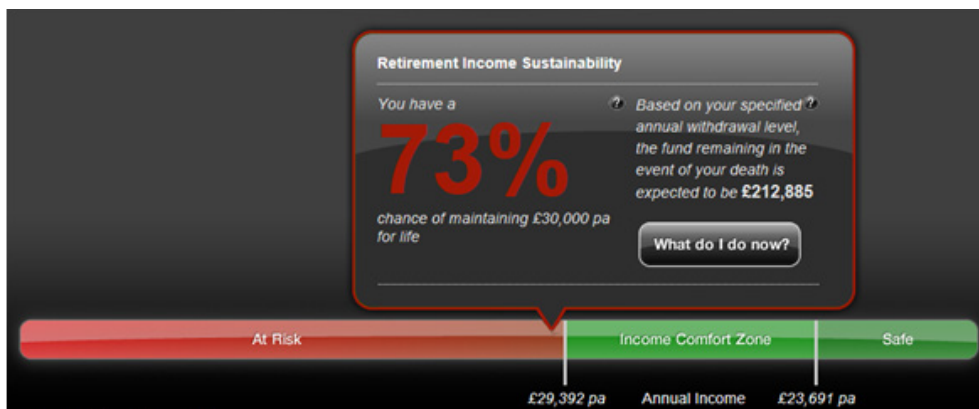 Retirement Income Sustainability
You have a
?
73%
chance of maintaining £30,000 pa
for life
Based on your specified ?
annual withdrawal level,
the fund remaining in the
event of your death is
expected to be £212,885
What do I do now?
At Risk
Income Comfort Zone
Safe
£29,392 pa
Annual Income
£23,691 pa